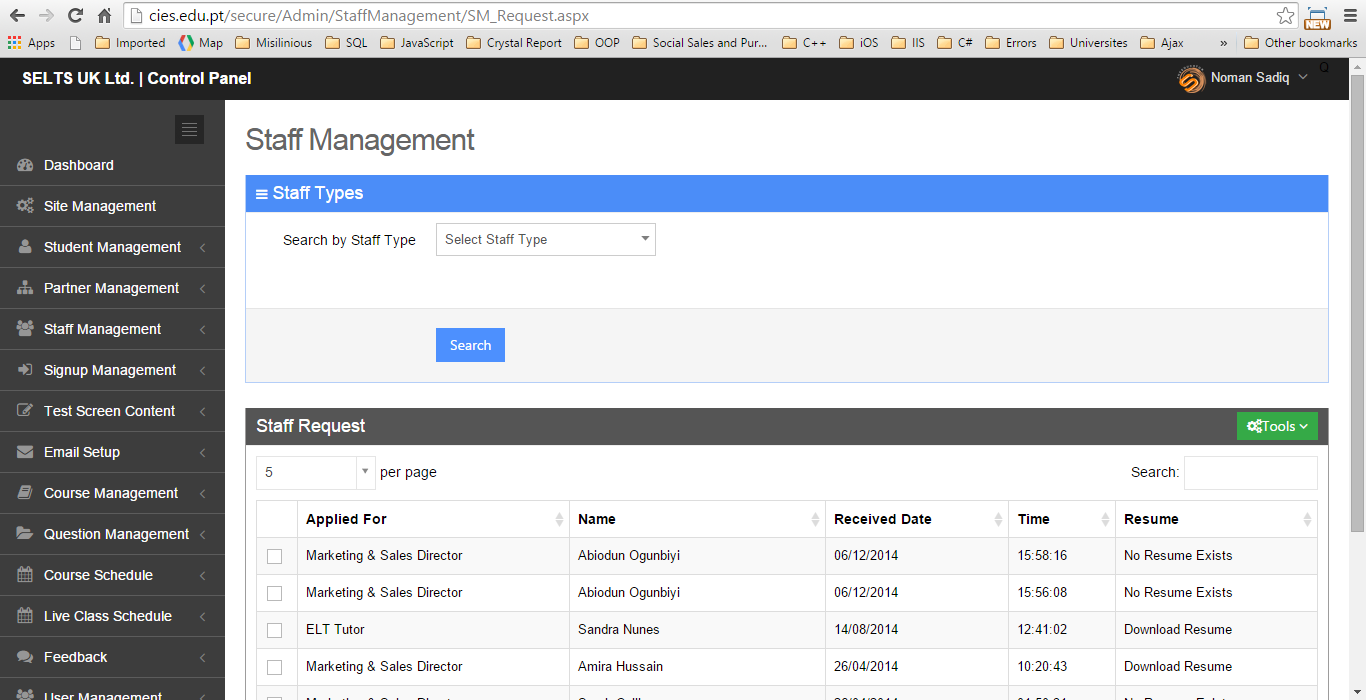 cies.edu.pt/secure/Admin/StaffManagement/SM_Request.aspx
NEW
Apps Imported Map Misilinious SQL JavaScript Crystal Report OOP Social Sales and Pur... C++ iOS IIS C# Errors Universites Ajax » Other bookmarks
SELTS UK Ltd. | Control Panel
Noman Sadiq
Q
Dashboard
Site Management
Student Management
Partner Management
Staff Management
Signup Management
Test Screen Content
Email Setup
Course Management
Question Management
Course Schedule
Live Class Schedule
Feedback
User Management
Staff Management
Staff Types
Search by Staff Type Select Staff Type
Search
Staff Request
Tools
5 per page Search:
Applied For Name Received Date Time Resume
Marketing & Sales Director Abiodun Ogunbiyi 06/12/2014 15:58:16 No Resume Exists
Marketing & Sales Director Abiodun Ogunbiyi 06/12/2014 15:56:08 No Resume Exists
ELT Tutor Sandra Nunes 14/08/2014 12:41:02 Download Resume
Marketing & Sales Director Amira Hussain 26/04/2014 10:20:43 Download Resume